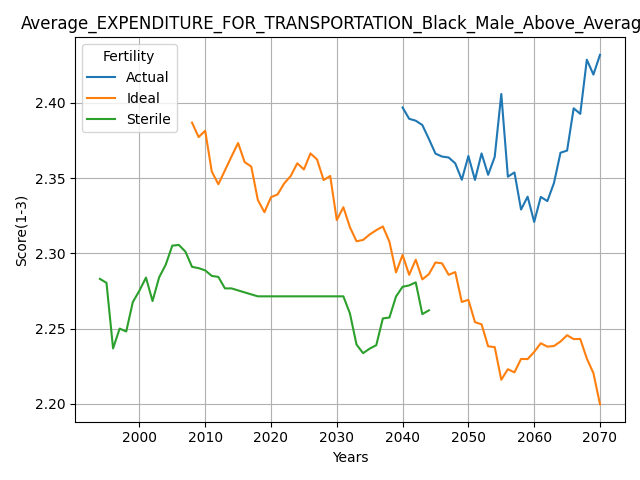 Average_EXPENDITURE_FOR_TRANSPORTATION_Black_Male_Above_Averag
Fertility
Actual
Ideal
Sterile
Score(1-3)
2.40
2.35
2.30
2.25
2.20
2000 2010 2020 2030 2040 2050 2060 2070
Years